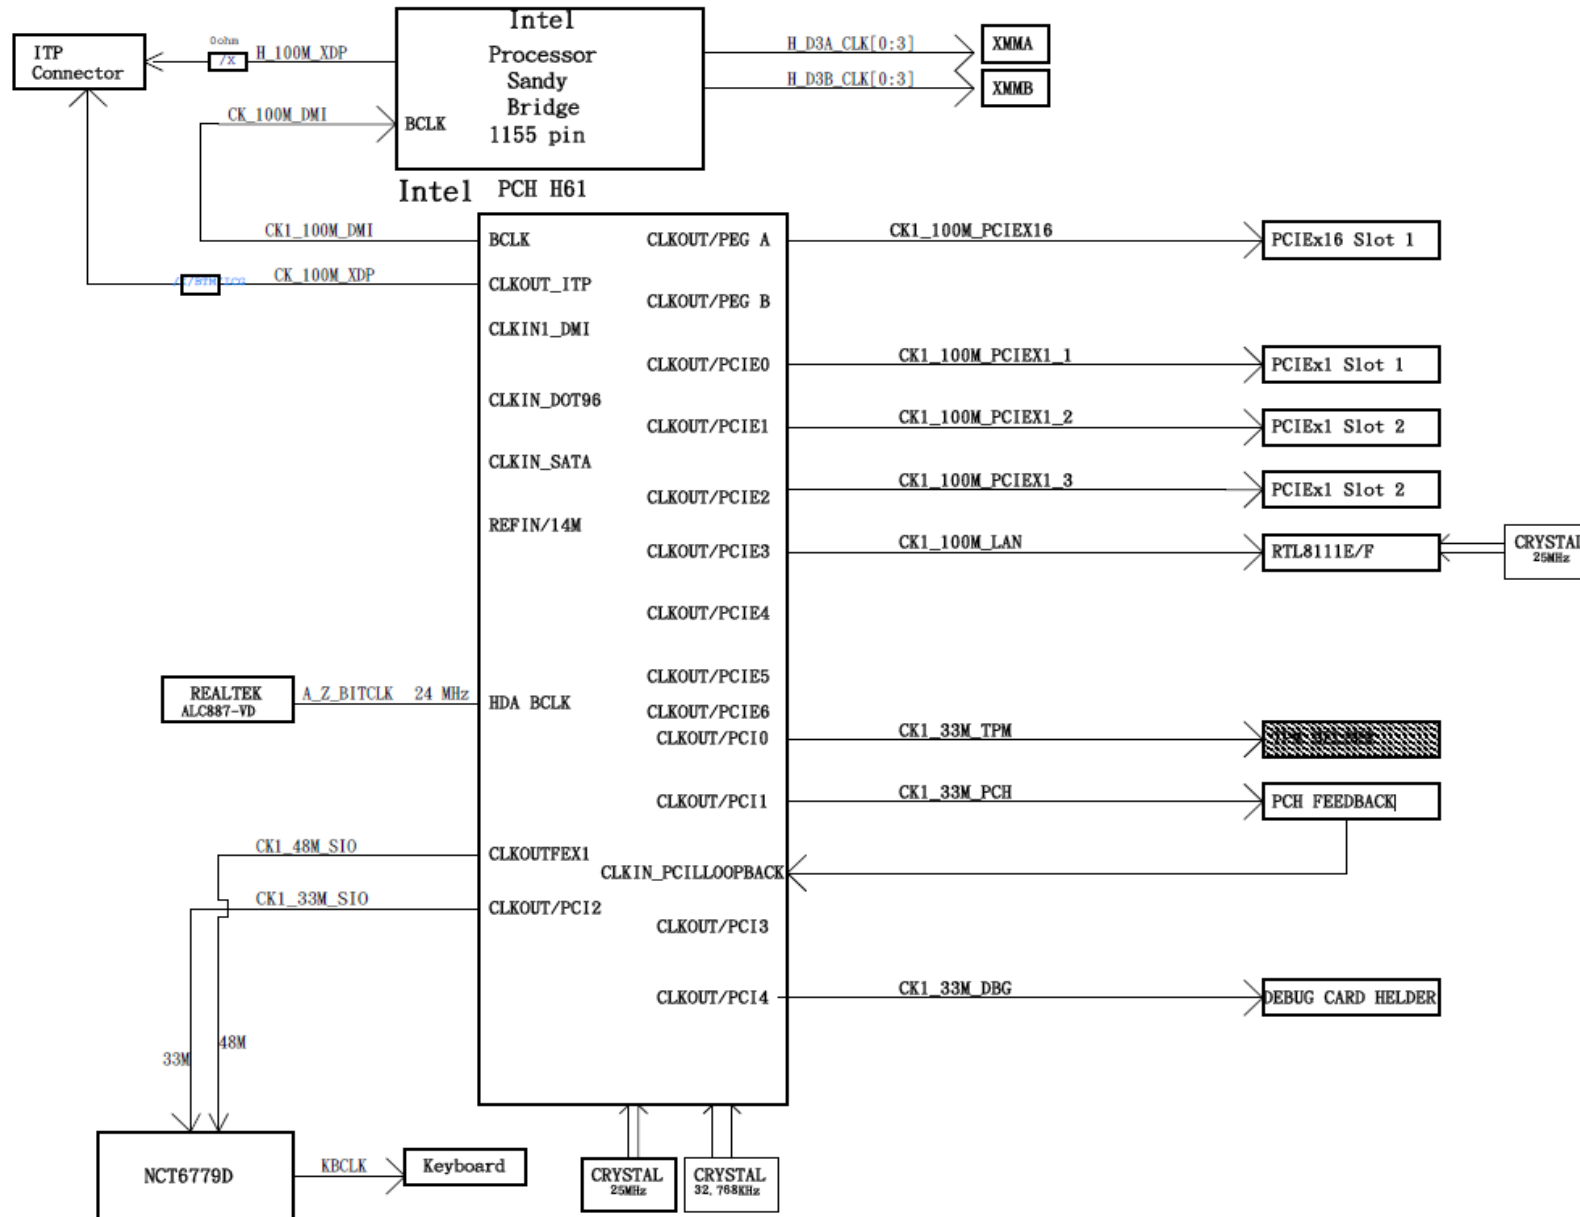 Intel
Processor
Sandy
Bridge
1155 pin
BCLK
ITP
Connector
0ohm
/X
H_100M_XDP
CK_100M_DMI
H_D3A_CLK[0:3]
XMMA
H_D3B_CLK[0:3]
XMMB
Intel PCH H61
CK1_100M_DMI
BCLK
CLKOUT/PEG A
CK1_100M_PCIEX16
PCIEx16 Slot 1
CK_100M_XDP
CLKOUT_ITP
CLKOUT/PEG B
CLKIN1_DMI
CLKOUT/PCIE0
CK1_100M_PCIEX1_1
PCIEx1 Slot 1
CLKIN_DOT96
CLKOUT/PCIE1
CK1_100M_PCIEX1_2
PCIEx1 Slot 2
CLKIN_SATA
CLKOUT/PCIE2
CK1_100M_PCIEX1_3
PCIEx1 Slot 2
REFIN/14M
CLKOUT/PCIE3
CK1_100M_LAN
RTL8111E/F
CRYSTAL
25MHz
CLKOUT/PCIE4
CLKOUT/PCIE5
REALTEK
ALC887-VD
A_Z_BITCLK 24 MHz
HDA BCLK
CLKOUT/PCIE6
CLKOUT/PCI0
CK1_33M_TPM
CLKOUT/PCI1
CK1_33M_PCH
PCH FEEDBACK
CK1_48M_SIO
CLKOUTFEX1
CLKIN_PCILLOOPBACK
CK1_33M_SIO
CLKOUT/PCI2
CLKOUT/PCI3
CLKOUT/PCI4
CK1_33M_DBG
DEBUG CARD HELDER
33M
48M
NCT6779D
KBCLK
Keyboard
CRYSTAL
25MHz
CRYSTAL
32,768KHz